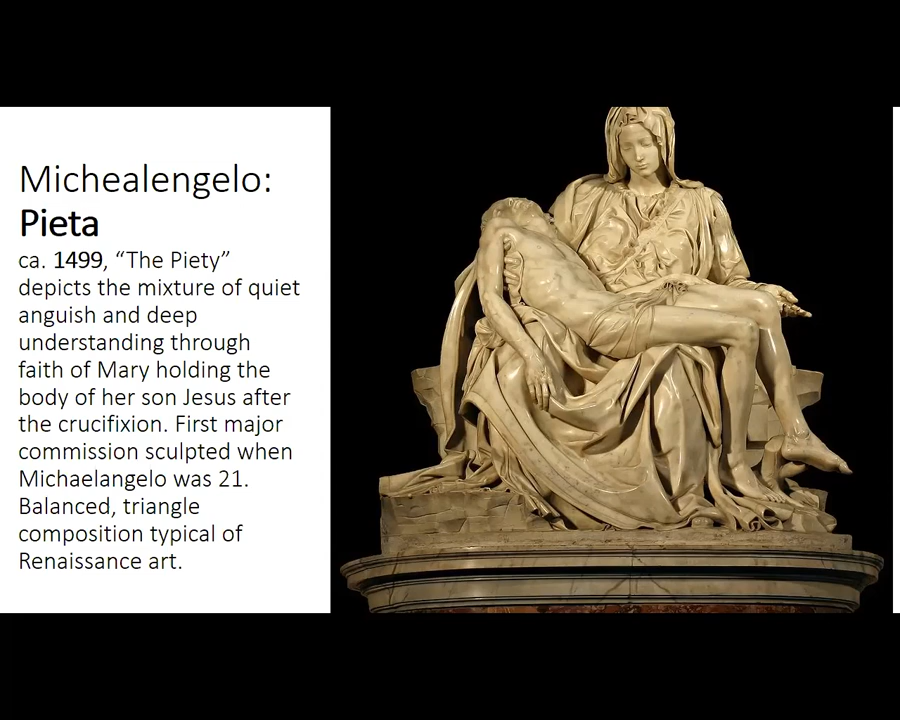 Michealengelo:
Pieta
ca. 1499, “The Piety”
depicts the mixture of quiet
anguish and deep
understanding through
faith of Mary holding the
body of her son Jesus after
the crucifixion. First major
commission sculpted when
Michaelangelo was 21.
Balanced, triangle
composition typical of
Renaissance art.